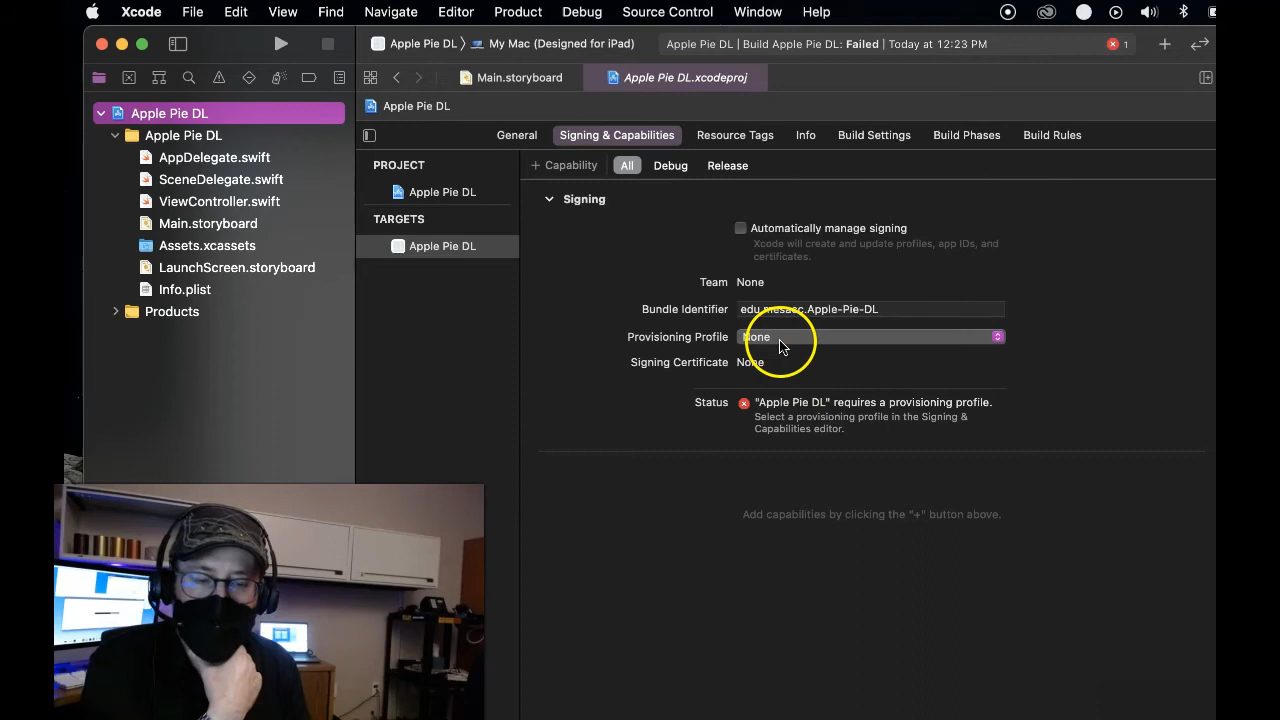 Xcode File Edit View Find Navigate Editor Product Debug Source Control Window Help
Apple Pie DL My Mac (Designed for iPad) Apple Pie DL | Build Apple Pie DL: Failed | Today at 12:23 PM 1
Main.storyboard Apple Pie DL.xcodeproj
Apple Pie DL
Apple Pie DL
AppDelegate.swift
SceneDelegate.swift
ViewController.swift
Main.storyboard
Assets.xcassets
LaunchScreen.storyboard
Info.plist
Products
Apple Pie DL
General Signing & Capabilities Resource Tags Info Build Settings Build Phases Build Rules
PROJECT
Apple Pie DL
TARGETS
Apple Pie DL
+ Capability All Debug Release
Signing
Automatically manage signing
Xcode will create and update profiles, app IDs, and
certificates.
Team None
Bundle Identifier edu.mesacc.Apple-Pie-DL
Provisioning Profile None
Signing Certificate None
Status "Apple Pie DL" requires a provisioning profile.
Select a provisioning profile in the Signing &
Capabilities editor.
Add capabilities by clicking the "+" button above.